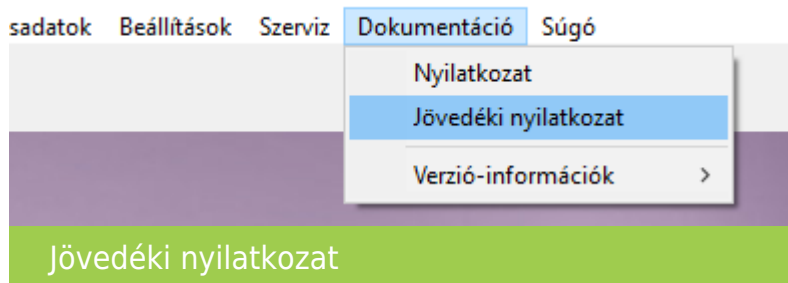 sadatok Beállítások Szerviz Dokumentáció Súgó
Nyilatkozat
Jövedéki nyilatkozat
Verzió-információk
Jövedéki nyilatkozat